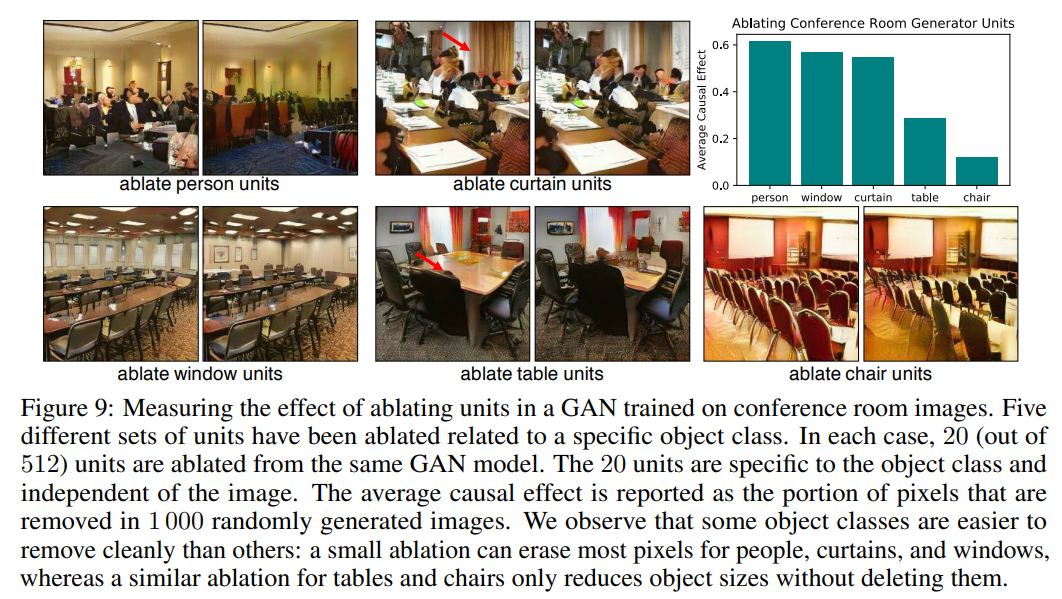 ablate person units
ablate curtain units
Ablating Conference Room Generator Units
Average Causal Effect
0.6
0.4
0.2
0.0
person window curtain table chair
ablate window units
ablate table units
ablate chair units
Figure 9: Measuring the effect of ablating units in a GAN trained on conference room images. Five
different sets of units have been ablated related to a specific object class. In each case, 20 (out of
512) units are ablated from the same GAN model. The 20 units are specific to the object class and
independent of the image. The average causal effect is reported as the portion of pixels that are
removed in 1 000 randomly generated images. We observe that some object classes are easier to
remove cleanly than others: a small ablation can erase most pixels for people, curtains, and windows,
whereas a similar ablation for tables and chairs only reduces object sizes without deleting them.